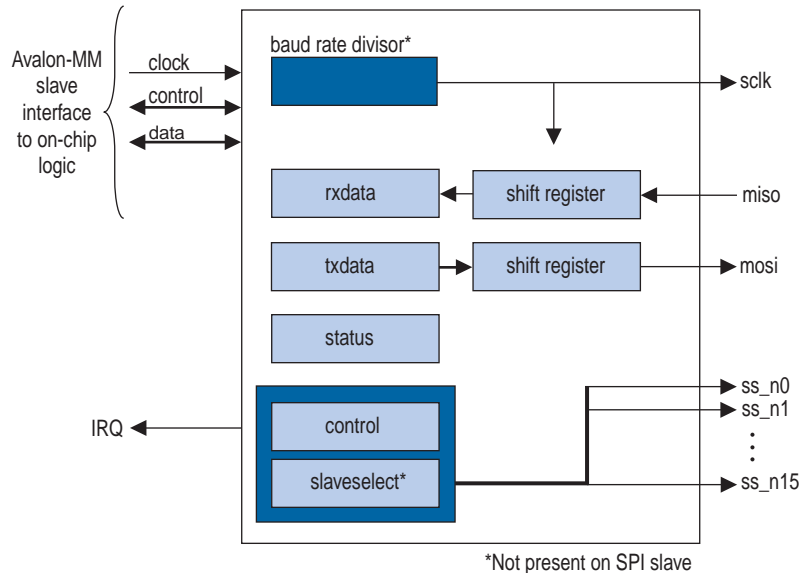 baud rate divisor*
Avalon-MM
slave
interface
to on-chip
logic
clock
control
data
sclk
rxdata
shift register
miso
txdata
shift register
mosi
status
IRQ
control
slaveselect*
ss_n0
ss_n1
ss_n15
*Not present on SPI slave